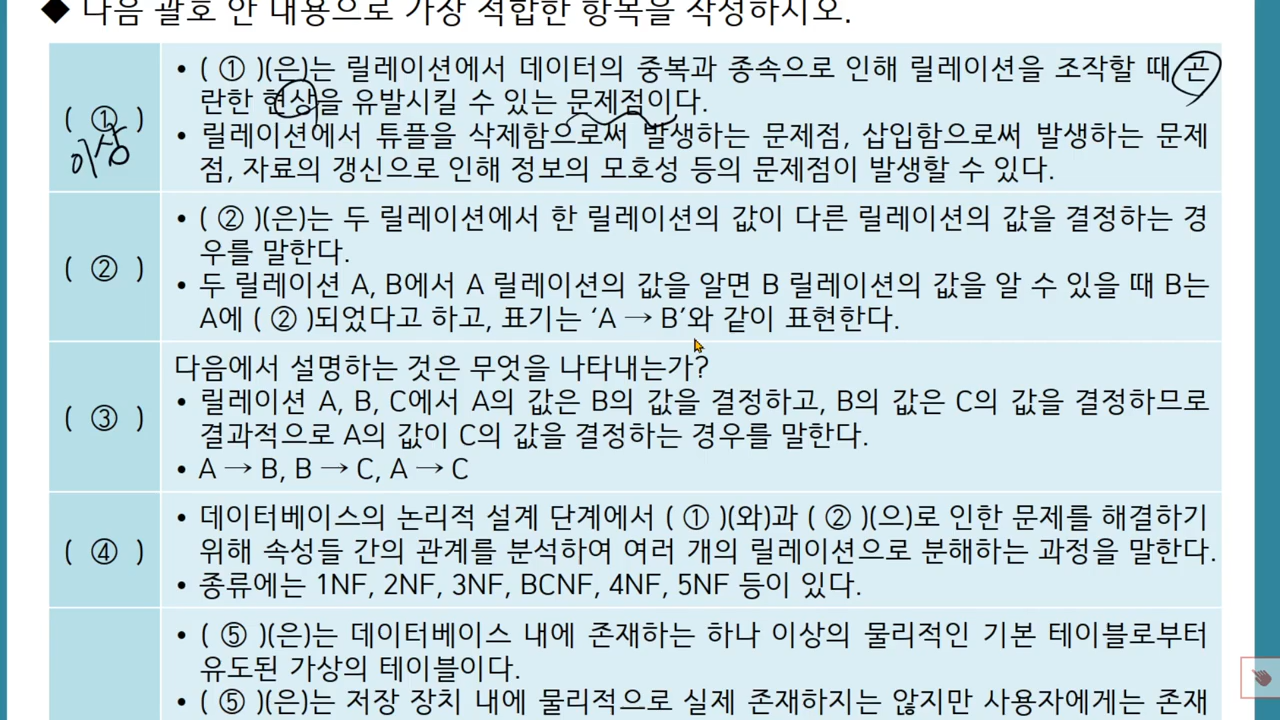 ◆ 다음 괄호 안 내용으로 가장 적합한 항목을 작성하시오.
( ① )
이상
• ( ① )(은)는 릴레이션에서 데이터의 중복과 종속으로 인해 릴레이션을 조작할 때 곤
란한 현상을 유발시킬 수 있는 문제점이다.
• 릴레이션에서 튜플을 삭제함으로써 발생하는 문제점, 삽입함으로써 발생하는 문제
점, 자료의 갱신으로 인해 정보의 모호성 등의 문제점이 발생할 수 있다.
( ② )
• ( ② )(은)는 두 릴레이션에서 한 릴레이션의 값이 다른 릴레이션의 값을 결정하는 경
우를 말한다.
• 두 릴레이션 A, B에서 A 릴레이션의 값을 알면 B 릴레이션의 값을 알 수 있을 때 B는
A에 ( ② )되었다고 하고, 표기는 ‘A → B’와 같이 표현한다.
( ③ )
다음에서 설명하는 것은 무엇을 나타내는가?
• 릴레이션 A, B, C에서 A의 값은 B의 값을 결정하고, B의 값은 C의 값을 결정하므로
결과적으로 A의 값이 C의 값을 결정하는 경우를 말한다.
• A → B, B → C, A → C
( ④ )
• 데이터베이스의 논리적 설계 단계에서 ( ① )(와)과 ( ② )(으)로 인한 문제를 해결하기
위해 속성들 간의 관계를 분석하여 여러 개의 릴레이션으로 분해하는 과정을 말한다.
• 종류에는 1NF, 2NF, 3NF, BCNF, 4NF, 5NF 등이 있다.
• ( ⑤ )(은)는 데이터베이스 내에 존재하는 하나 이상의 물리적인 기본 테이블로부터
유도된 가상의 테이블이다.
• ( ⑤ )(은)는 저장 장치 내에 물리적으로 실제 존재하지는 않지만 사용자에게는 존재